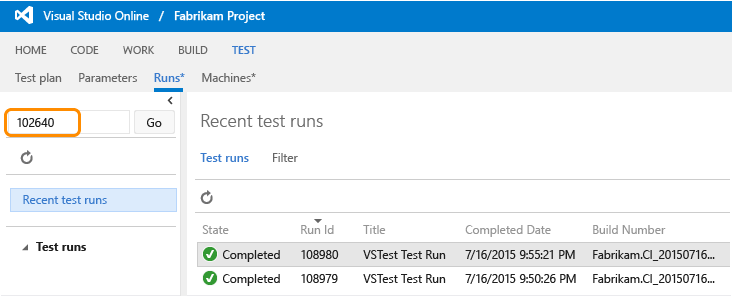 Visual Studio Online / Fabrikam Project
HOME CODE WORK BUILD TEST
Test plan Parameters Runs* Machines*
102640 Go
Recent test runs
Test runs
Recent test runs
Test runs Filter
State Run Id Title Completed Date Build Number
Completed 108980 VSTest Test Run 7/16/2015 9:55:21 PM Fabrikam.CI_20150716...
Completed 108979 VSTest Test Run 7/16/2015 9:50:26 PM Fabrikam.CI_20150716...